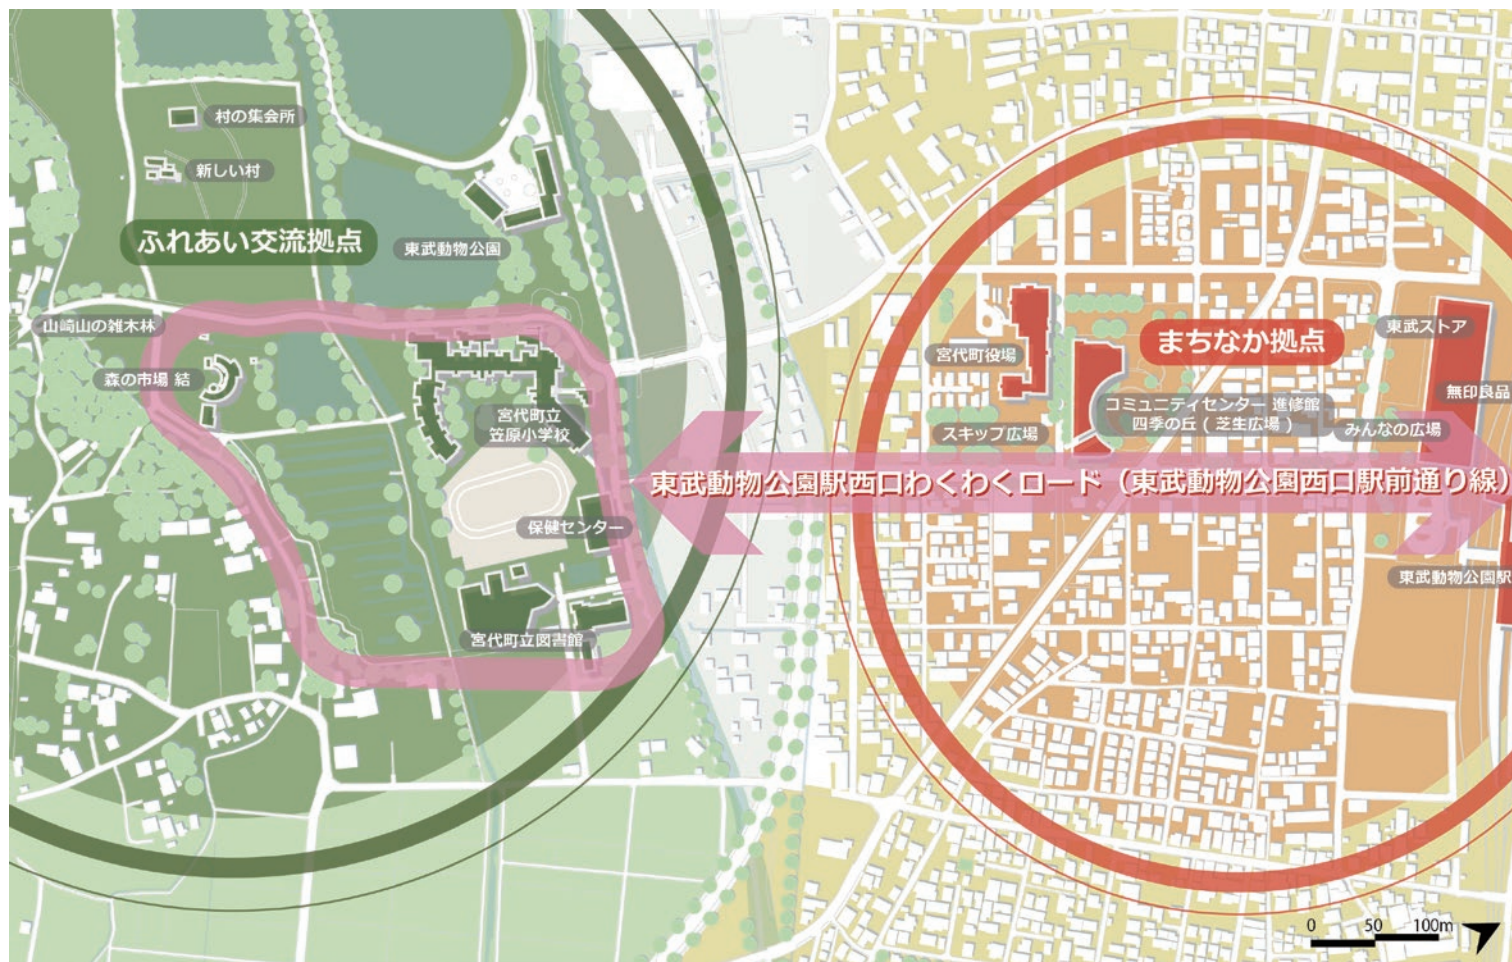 村の集会所
新しい村
ふれあい交流拠点
東武動物公園
山崎山の雑木林
森の市場 結
宮代町立
笠原小学校
保健センター
宮代町立図書館
東武動物公園駅西口わくわくロード（東武動物公園西口駅前通り線）
まちなか拠点
宮代町役場
スキップ広場
コミュニティセンター 進修館
四季の丘 ( 芝生広場 )
みんなの広場
東武ストア
無印良品
東武動物公園駅
0 50 100m